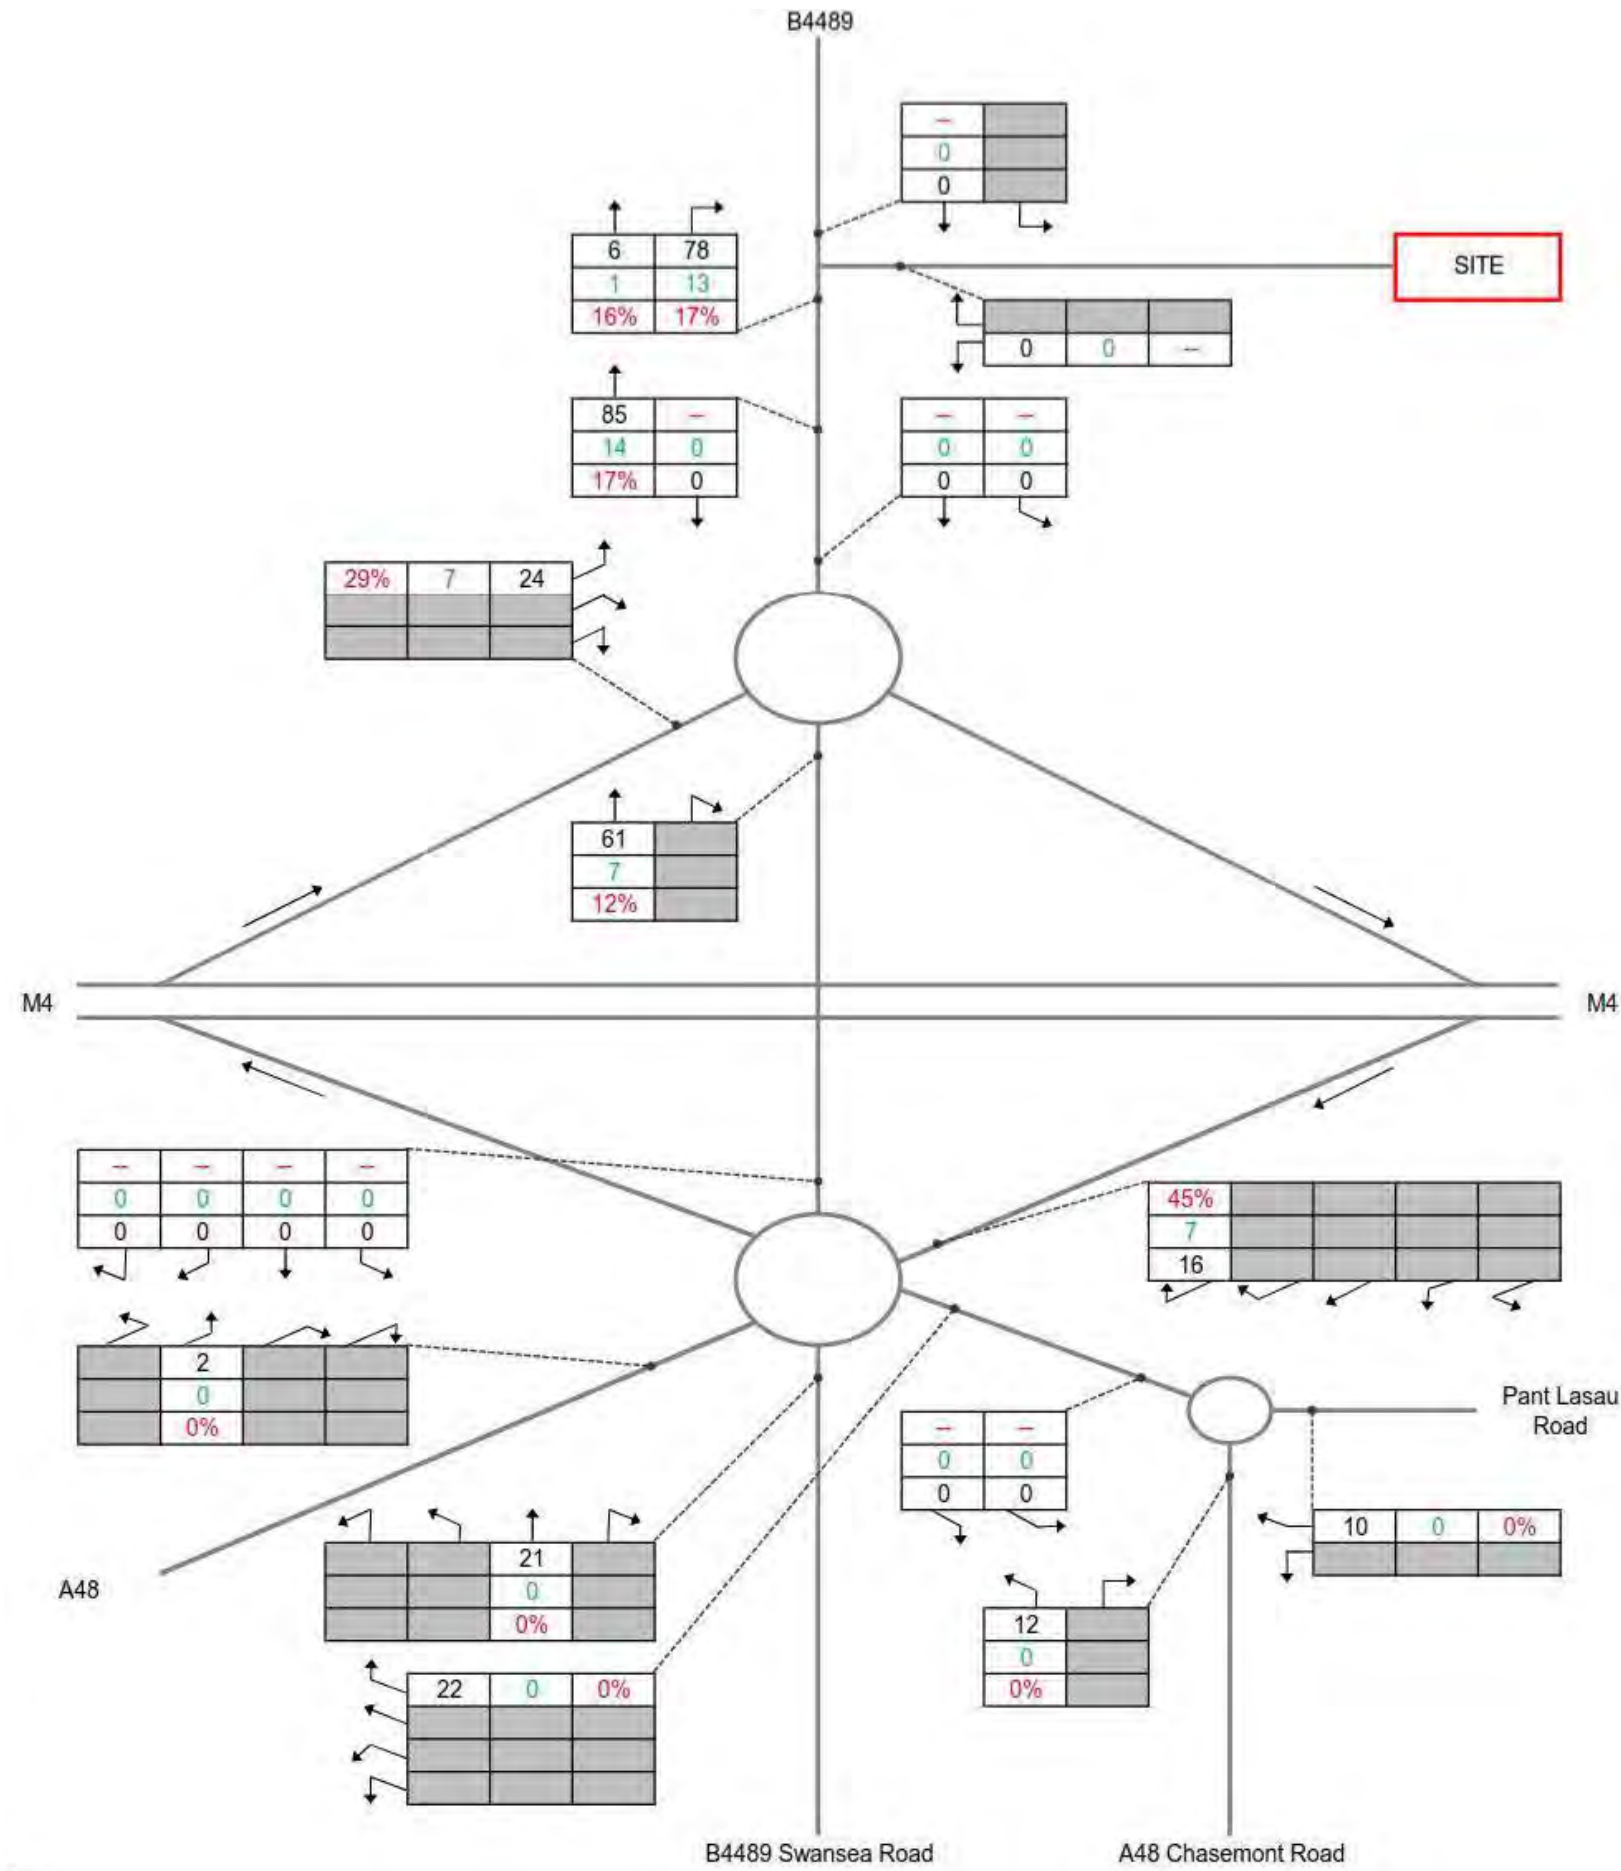 B4489
–
0
0
6 78
1 13
16% 17%
SITE
0 0 –
85 –
14 0
17% 0
– –
0 0
0 0
29% 7 24
61
7
12%
M4
M4
– – – –
0 0 0 0
0 0 0 0
45%
7
16
2
0
0%
– –
0 0
0 0
Pant Lasau
Road
10 0 0%
A48
21
0
0%
12
0
0%
22 0 0%
B4489 Swansea Road
A48 Chasemont Road